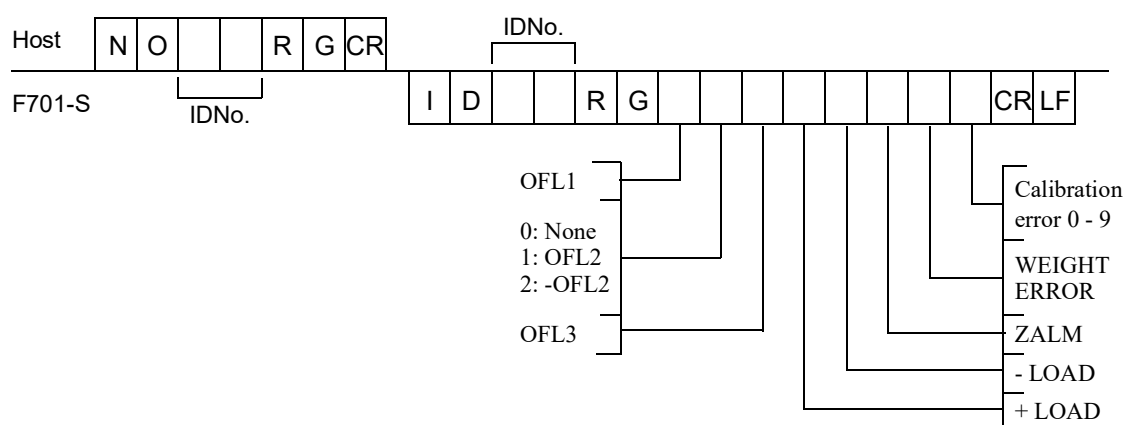 Host
N O R G CR
IDNo.
F701-S
IDNo.
I D R G CR LF
OFL1
0: None
1: OFL2
2: -OFL2
OFL3
Calibration
error 0 - 9
WEIGHT
ERROR
ZALM
- LOAD
+ LOAD